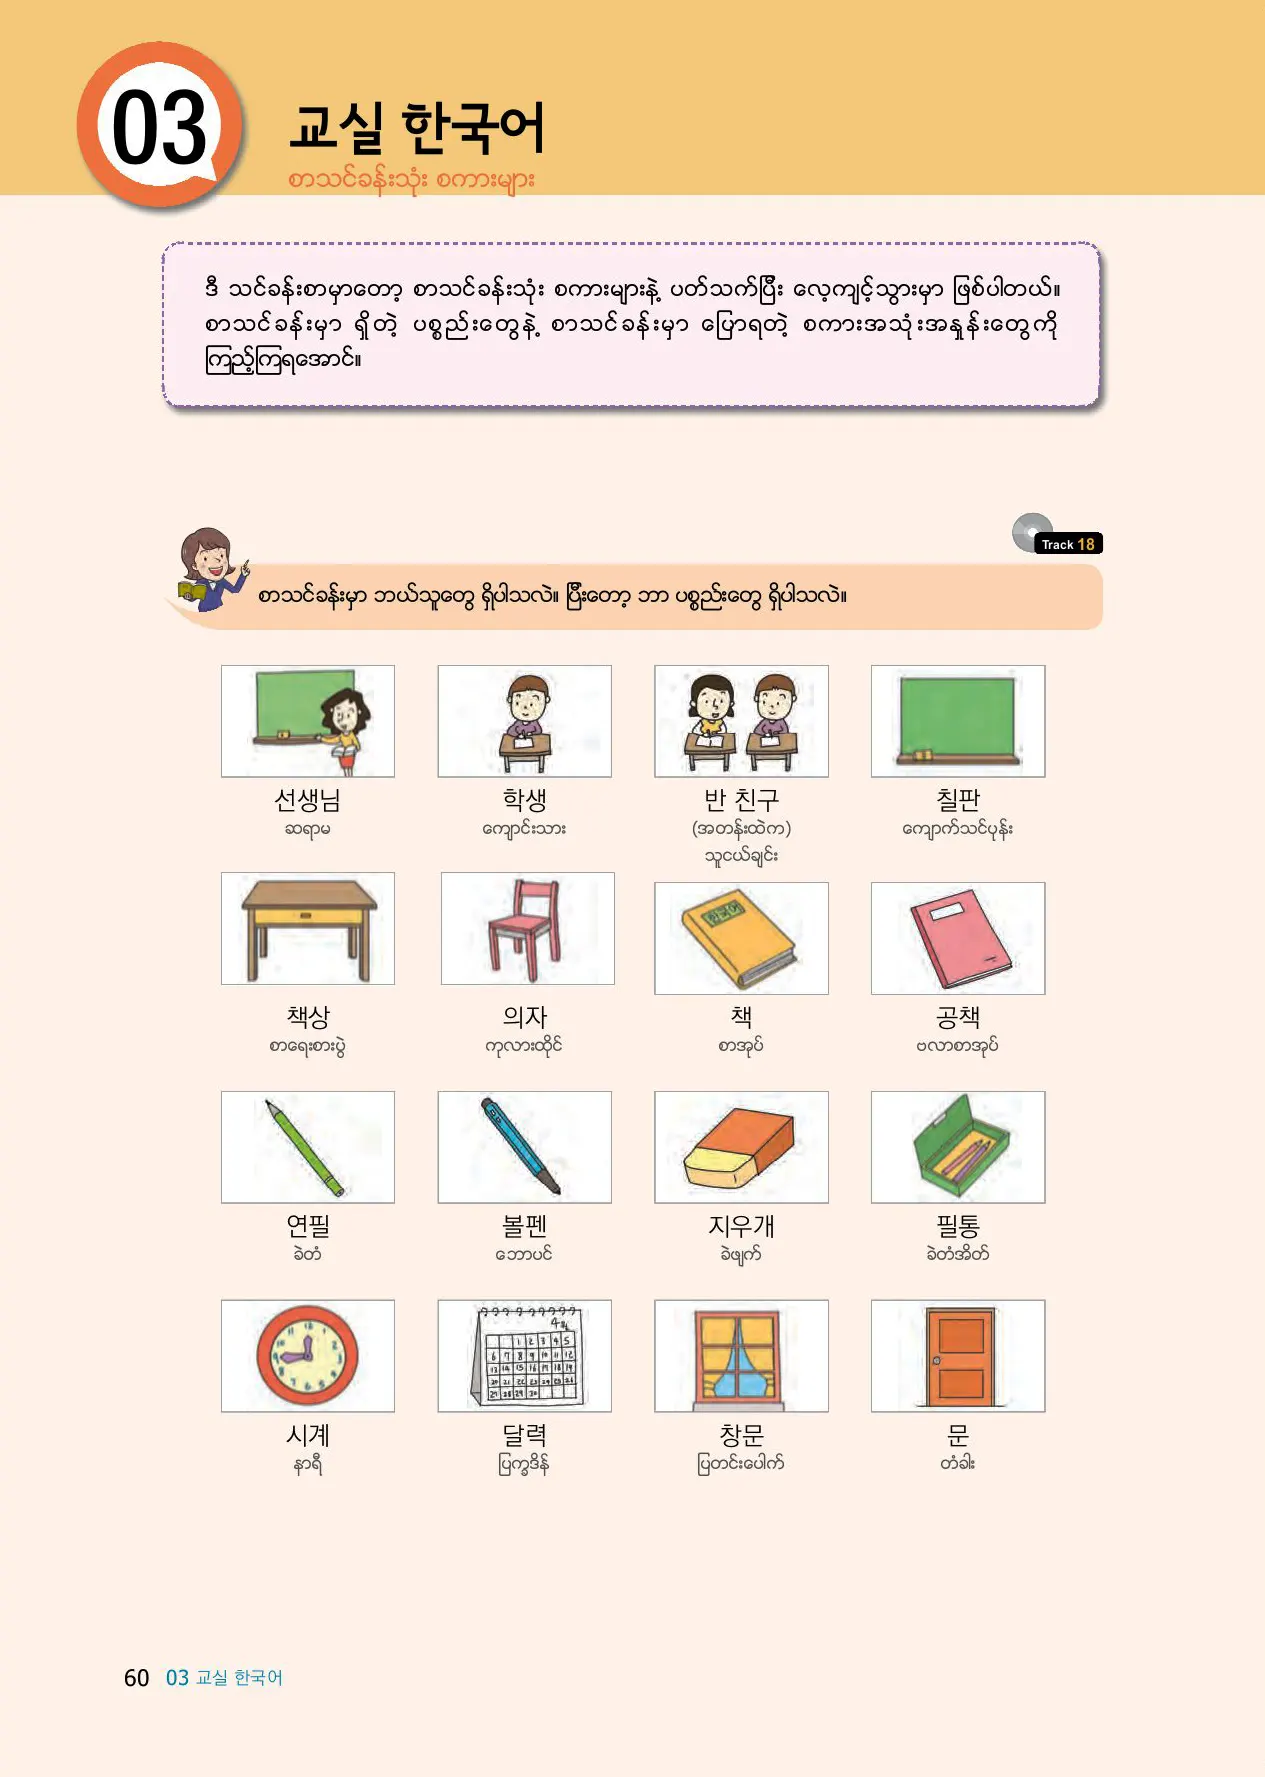 03
교실 한국어
စာသင်ခန်းသုံး စကားများ
ဒီ သင်ခန်းစာမှာတော့ စာသင်ခန်းသုံး စကားများနဲ့ ပတ်သက်ပြီး လေ့ကျင့်သွားမှာ ဖြစ်ပါတယ်။
စာသင်ခန်းမှာ ရှိတဲ့ ပစ္စည်းတွေနဲ့ စာသင်ခန်းမှာ ပြောရတဲ့ စကားအသုံးအနှုန်းတွေကို
ကြည့်ကြရအောင်။
Track 18
စာသင်ခန်းမှာ ဘယ်သူတွေ ရှိပါသလဲ။ ပြီးတော့ ဘာ ပစ္စည်းတွေ ရှိပါသလဲ။
선생님 학생 반 친구 칠판
ဆရာမ ကျောင်းသား (အတန်းထဲက) ကျောက်သင်ပုန်း
သူငယ်ချင်း
한국어
책상 의자 책 공책
စာရေးစားပွဲ ကုလားထိုင် စာအုပ် ဗလာစာအုပ်
연필 볼펜 지우개 필통
ခဲတံ ဘောပင် ခဲဖျက် ခဲတံအိတ်
시계 달력 창문 문
နာရီ ပြက္ခဒိန် ပြတင်းပေါက် တံခါး
60 03 교실 한국어